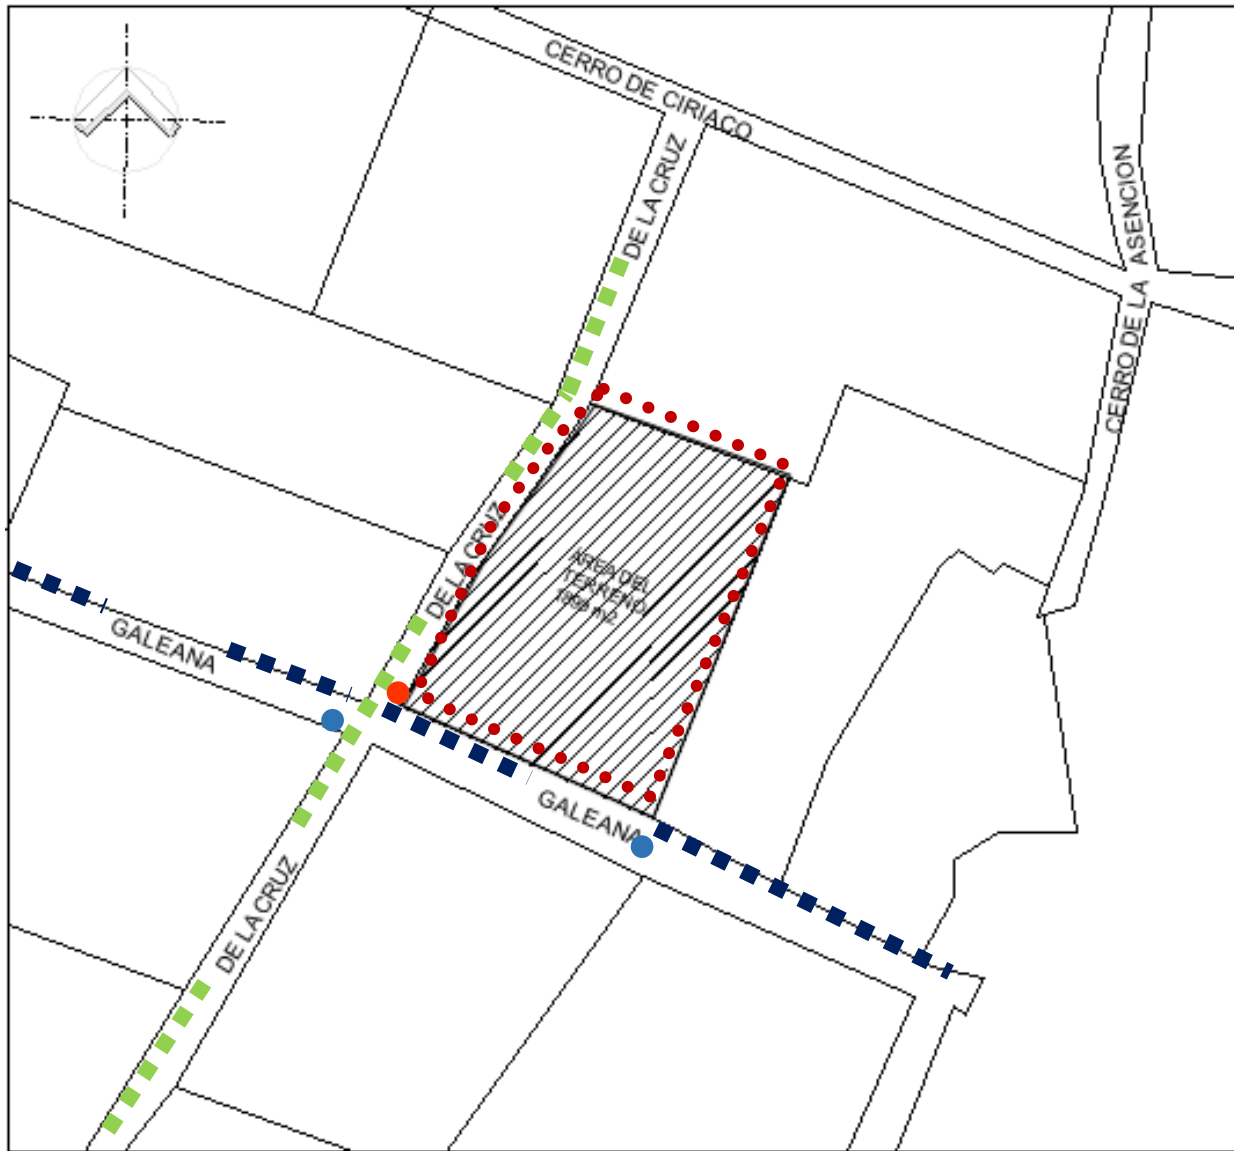 CERRO DE CIRIACO
DE LA CRUZ
CERRO DE LA ASENCION
DE LA CRUZ
AREA DEL
TERRENO
m2
GALEANA
GALEANA
DE LA CRUZ